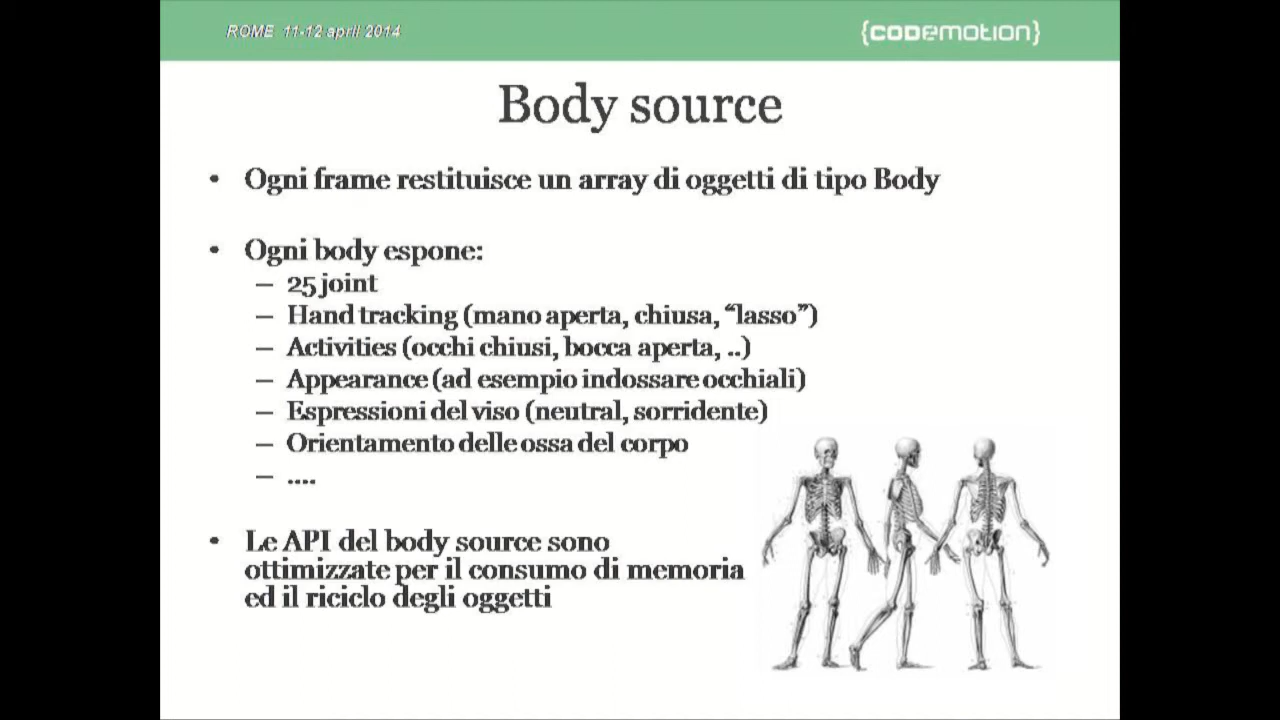 ROME 11-12 april 2014
{CODEMOTION}
Body source
• Ogni frame restituisce un array di oggetti di tipo Body
• Ogni body espone:
– 25 joint
– Hand tracking (mano aperta, chiusa, “lasso”)
– Activities (occhi chiusi, bocca aperta, ..)
– Appearance (ad esempio indossare occhiali)
– Espressioni del viso (neutral, sorridente)
– Orientamento delle ossa del corpo
– ....
• Le API del body source sono
ottimizzate per il consumo di memoria
ed il riciclo degli oggetti